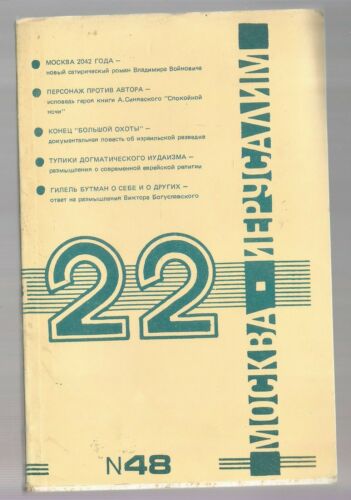 МОСКВА 2042 ГОДА –
новый сатирический роман Владимира Войновича
ПЕРСОНАЖ ПРОТИВ АВТОРА –
исповедь героя книги А.Синявского "Спокойной
ночи"
КОНЕЦ "БОЛЬШОЙ ОХОТЫ" –
документальная повесть об израильской разведке
ТУПИКИ ДОГМАТИЧЕСКОГО ИУДАИЗМА –
размышления о современной еврейской религии
ГИЛЕЛЬ БУТМАН О СЕБЕ И О ДРУГИХ –
ответ на размышления Виктора Богуславского
22
МОСКВА ИЕРУСАЛИМ
N48